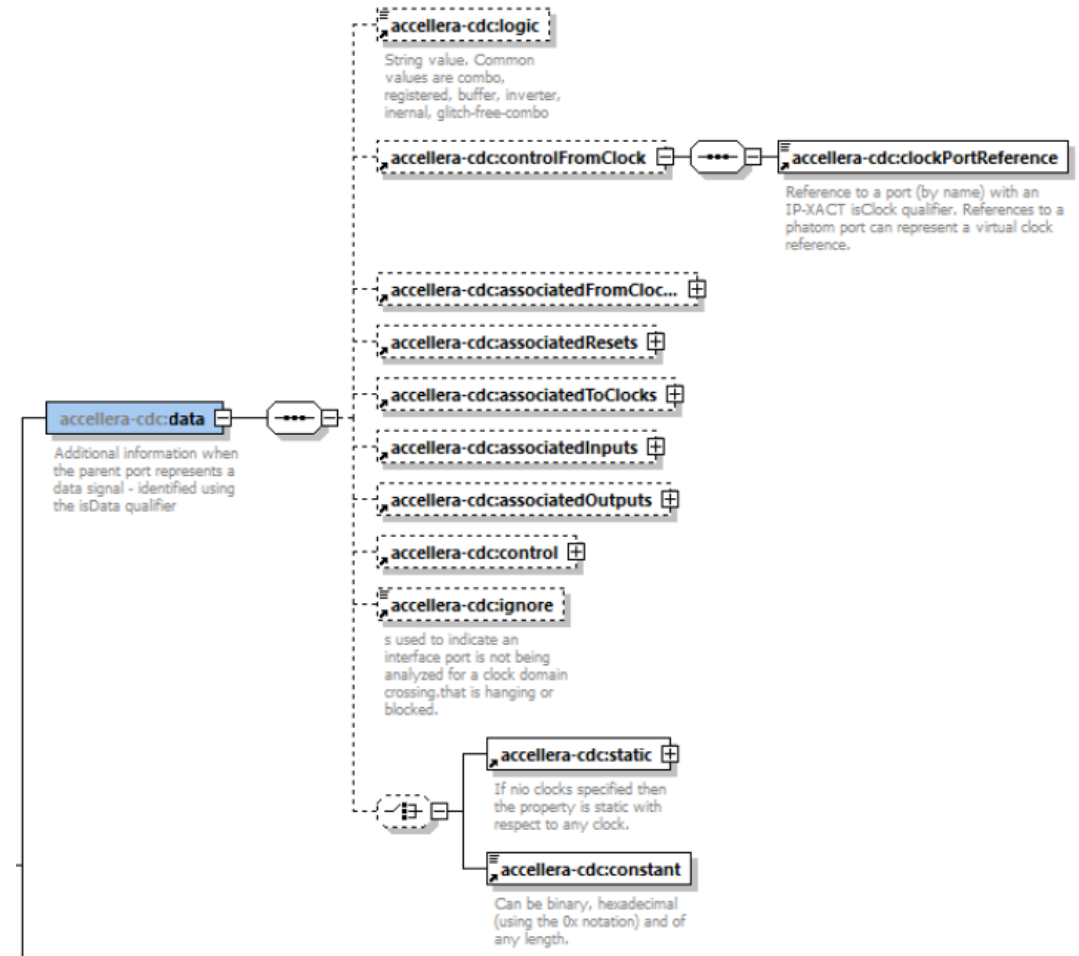 accellera-cdc:logic
String value. Common
values are combo,
registered, buffer, inverter,
inernal, glitch-free-combo
accellera-cdc:controlFromClock
accellera-cdc:clockPortReference
Reference to a port (by name) with an
IP-XACT isClock qualifier. References to a
phatom port can represent a virtual clock
reference.
accellera-cdc:associatedFromCloc...
accellera-cdc:associatedResets
accellera-cdc:associatedToClocks
accellera-cdc:data
Additional information when
the parent port represents a
data signal - identified using
the isData qualifier
accellera-cdc:associatedInputs
accellera-cdc:associatedOutputs
accellera-cdc:control
accellera-cdc:ignore
s used to indicate an
interface port is not being
analyzed for a clock domain
crossing.that is hanging or
blocked.
accellera-cdc:static
If nio clocks specified then
the property is static with
respect to any clock.
accellera-cdc:constant
Can be binary, hexadecimal
(using the 0x notation) and of
any length.